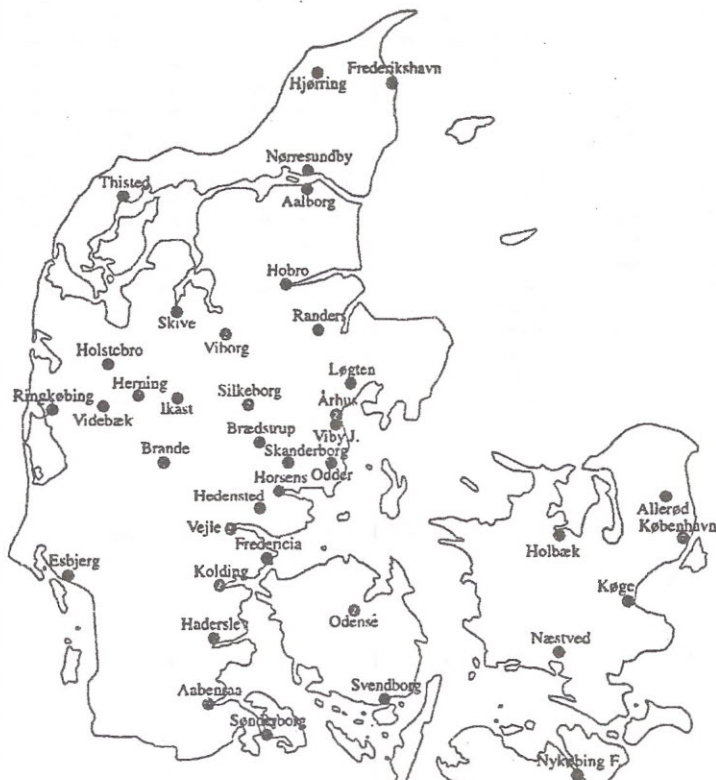 Hjørring
Frederikshavn
Nørresundby
Thisted
Aalborg
Hobro
Skive
Randers
Viborg
Holstebro
Løgten
Herning
Ringkøbing
Silkeborg
Århus
Ikast
Videbæk
Viby J.
Brædstrup
Brande
Skanderborg
Odder
Horsens
Hedensted
Allerød
København
Vejle
Holbæk
Fredericia
Esbjerg
Kolding
Køge
Odense
Haderslev
Næstved
Svendborg
Aabenraa
Sønderborg
Nykøbing F.